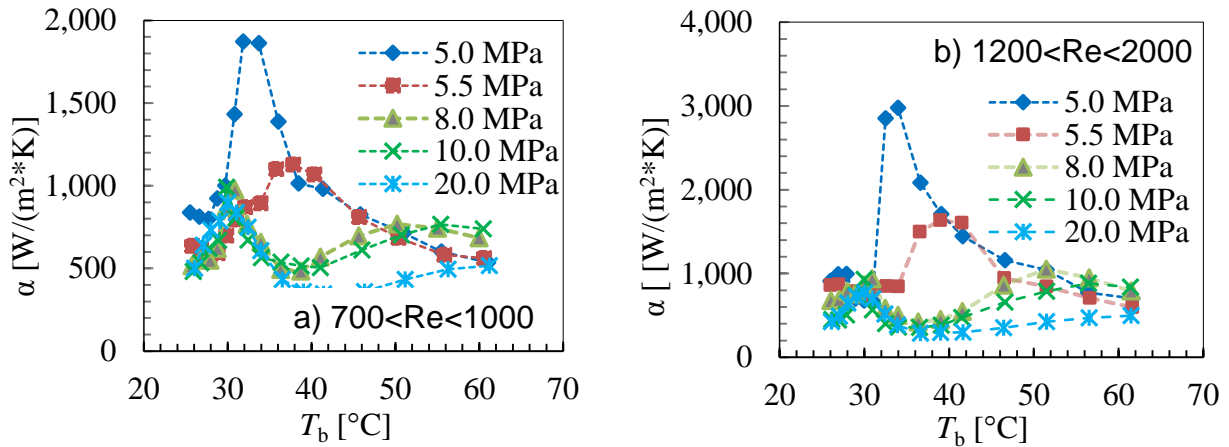 α [W/(m²*K)]
2,000
1,500
1,000
500
0
20 30 40 50 60 70
T_b [°C]
5.0 MPa
5.5 MPa
8.0 MPa
10.0 MPa
20.0 MPa
a) 700<Re<1000
α [ W/(m²*K)]
4,000
3,000
2,000
1,000
0
20 30 40 50 60 70
T_b [°C]
b) 1200<Re<2000
5.0 MPa
5.5 MPa
8.0 MPa
10.0 MPa
20.0 MPa